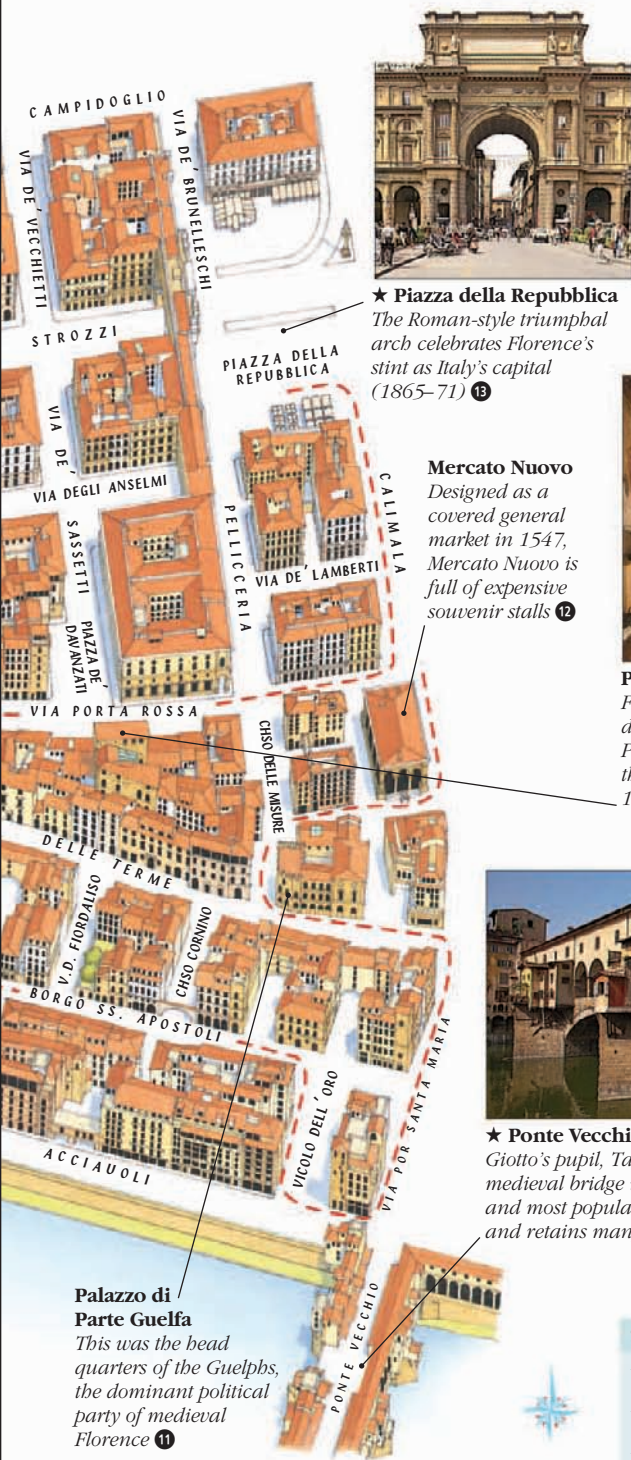 CAMPIDOGLIO
VIA DE' VECCHIETTI
VIA DE' BRUNELLESCHI
STROZZI
PIAZZA DELLA
REPUBBLICA
★ Piazza della Repubblica
The Roman-style triumphal
arch celebrates Florence's
stint as Italy's capital
(1865–71) 13
VIA DE'
SASSETTI
VIA DEGLI ANSELMI
PELLICCERIA
CALIMALA
VIA DE' LAMBERTI
Mercato Nuovo
Designed as a
covered general
market in 1547,
Mercato Nuovo is
full of expensive
souvenir stalls 12
PIAZZA DE'
DAVANZATI
VIA PORTA ROSSA
CHSO DELLE MISURE
P
F
d
P
th
1
DELLE TERME
V.D. FIORDALISO
CHSO CORNINO
BORGO SS. APOSTOLI
VICOLO DELL'ORO
VIA POR SANTA MARIA
ACCIAUOLI
★ Ponte Vecchi
Giotto's pupil, Ta
medieval bridge
and most popula
and retains man
PONTE VECCHIO
Palazzo di
Parte Guelfa
This was the head
quarters of the Guelphs,
the dominant political
party of medieval
Florence 11